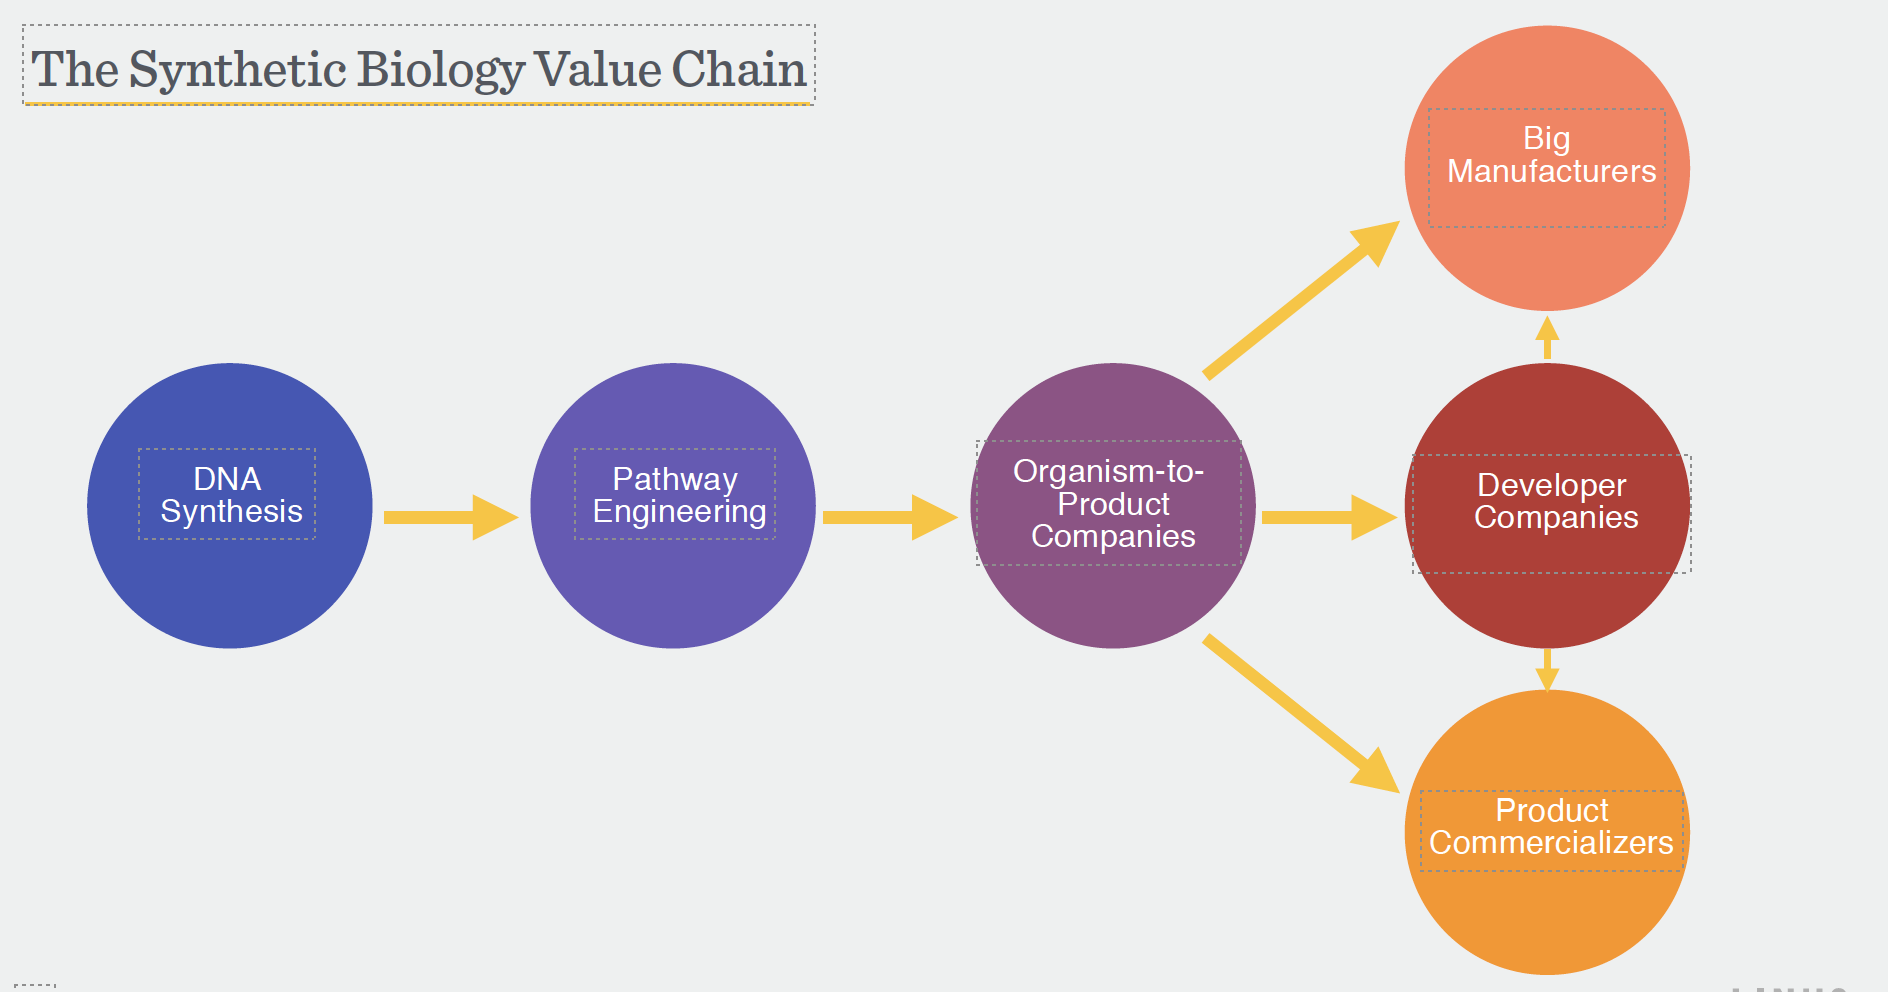 The Synthetic Biology Value Chain
Big
Manufacturers
DNA
Synthesis
Pathway
Engineering
Organism-to-
Product
Companies
Developer
Companies
Product
Commercializers